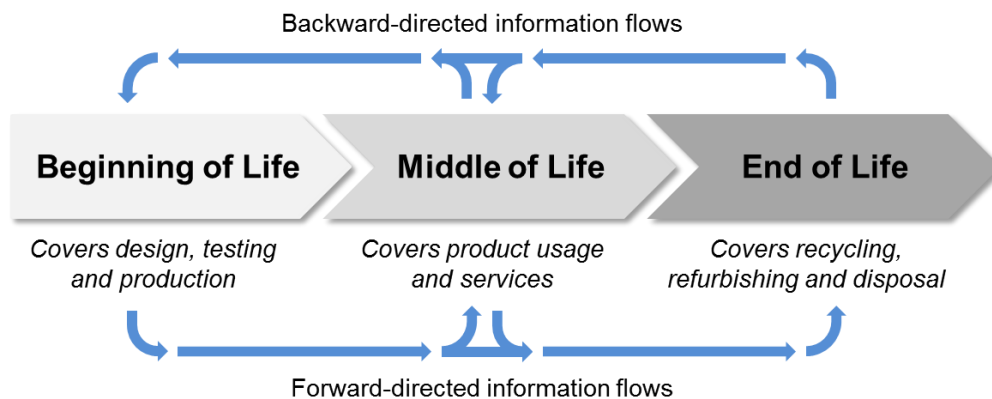 Backward-directed information flows
Beginning of Life
Middle of Life
End of Life
Covers design, testing
and production
Covers product usage
and services
Covers recycling,
refurbishing and disposal
Forward-directed information flows